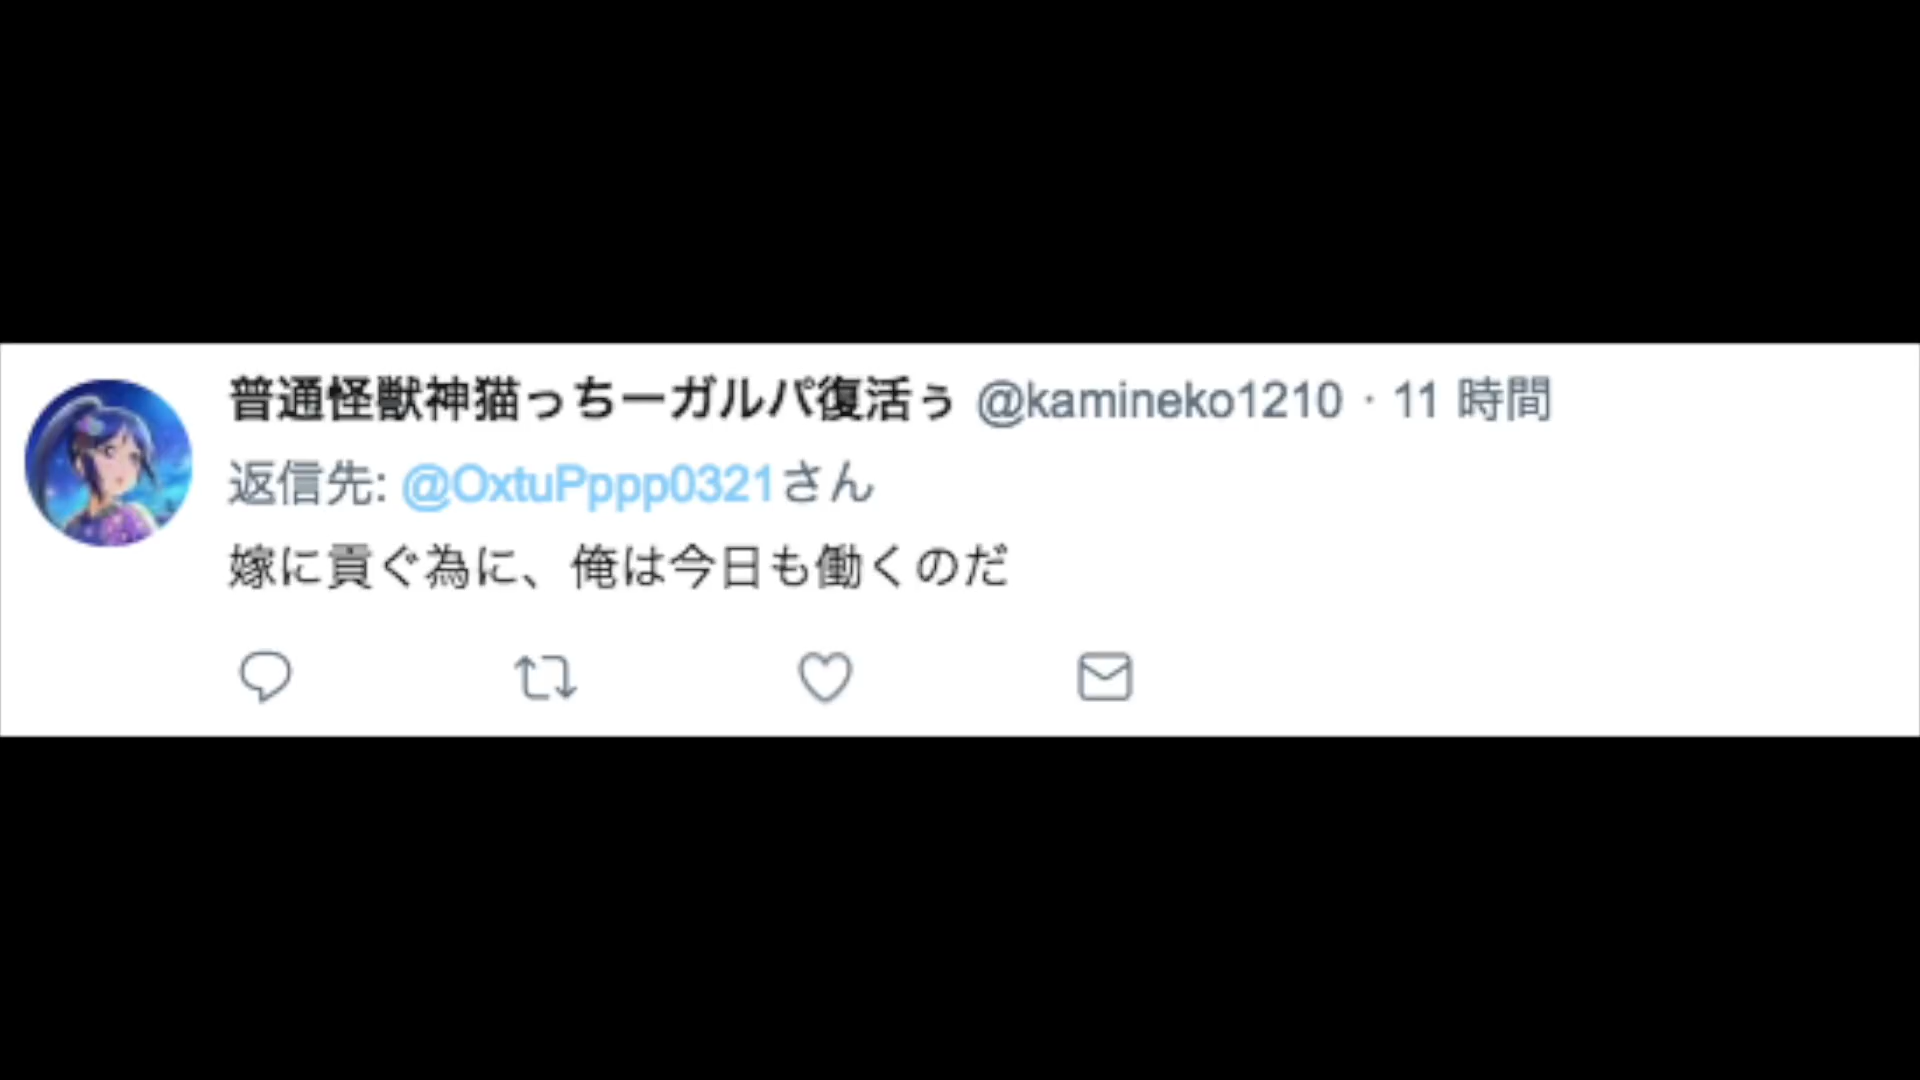 普通怪獣神猫っちーガルパ復活ぅ @kamineko1210 · 11 時間
返信先: @OxtuPppp0321さん
嫁に貢ぐ為に、俺は今日も働くのだ